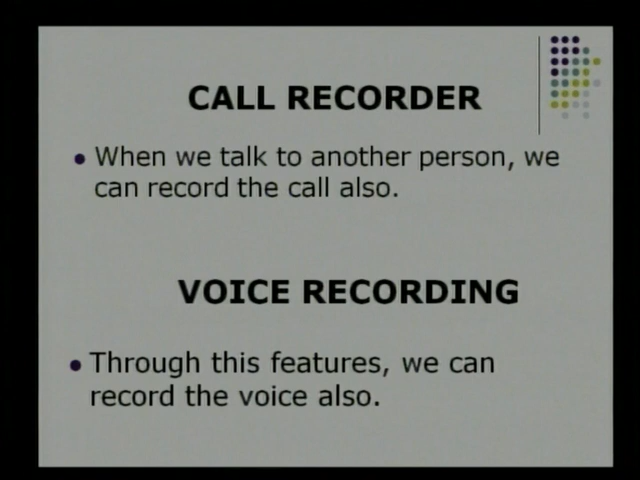 CALL RECORDER
When we talk to another person, we
can record the call also.
VOICE RECORDING
Through this features, we can
record the voice also.